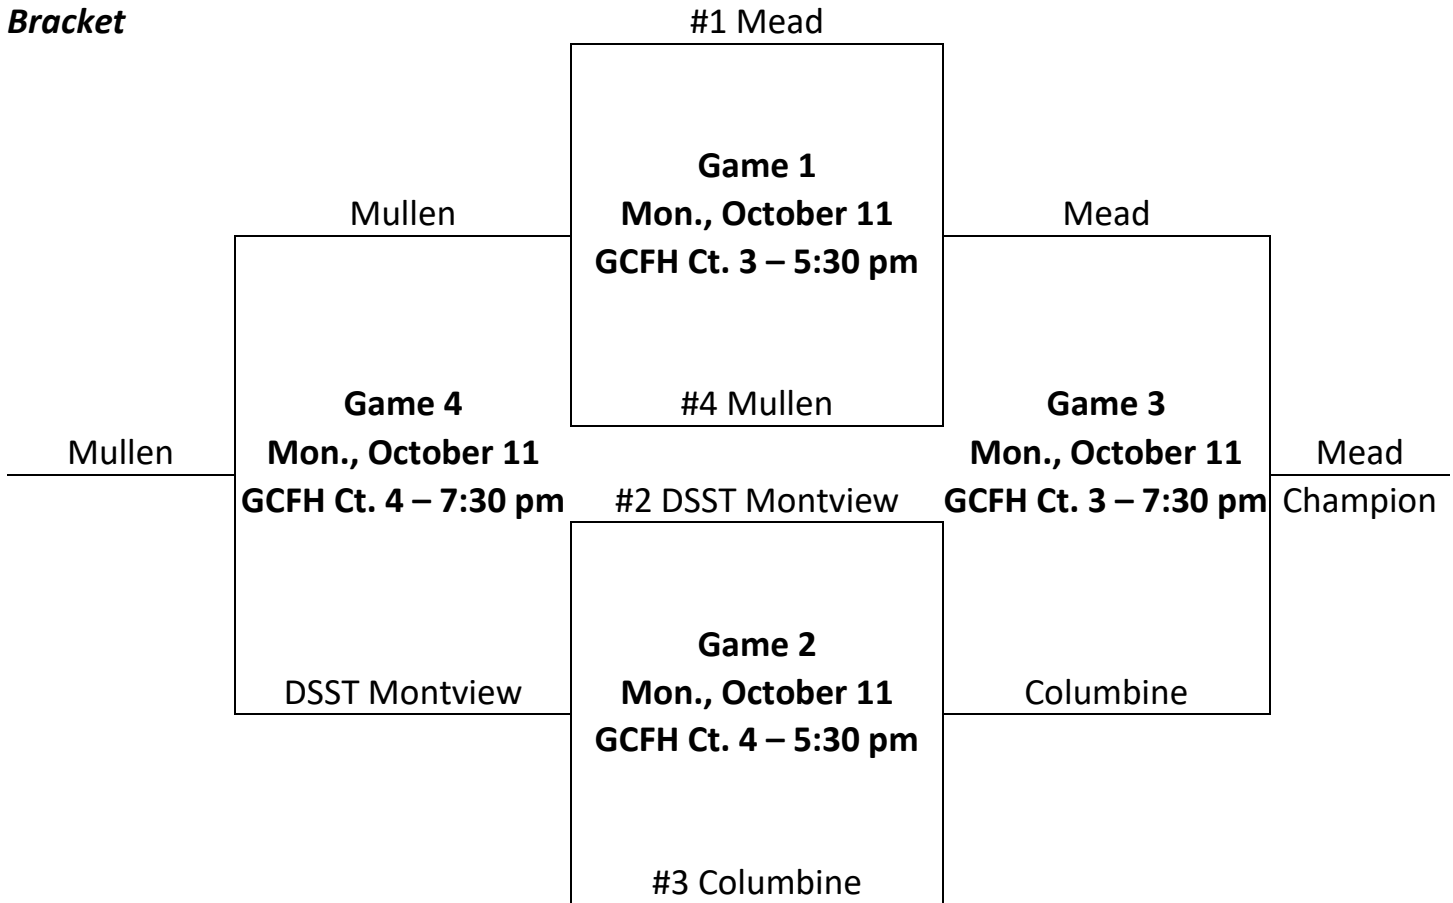 Bracket
#1 Mead
Game 1
Mon., October 11
GCFH Ct. 3 – 5:30 pm
Mullen
Mead
#4 Mullen
Game 4
Mon., October 11
GCFH Ct. 4 – 7:30 pm
Mullen
Game 3
Mon., October 11
GCFH Ct. 3 – 7:30 pm
Mead
Champion
#2 DSST Montview
Game 2
Mon., October 11
GCFH Ct. 4 – 5:30 pm
DSST Montview
Columbine
#3 Columbine